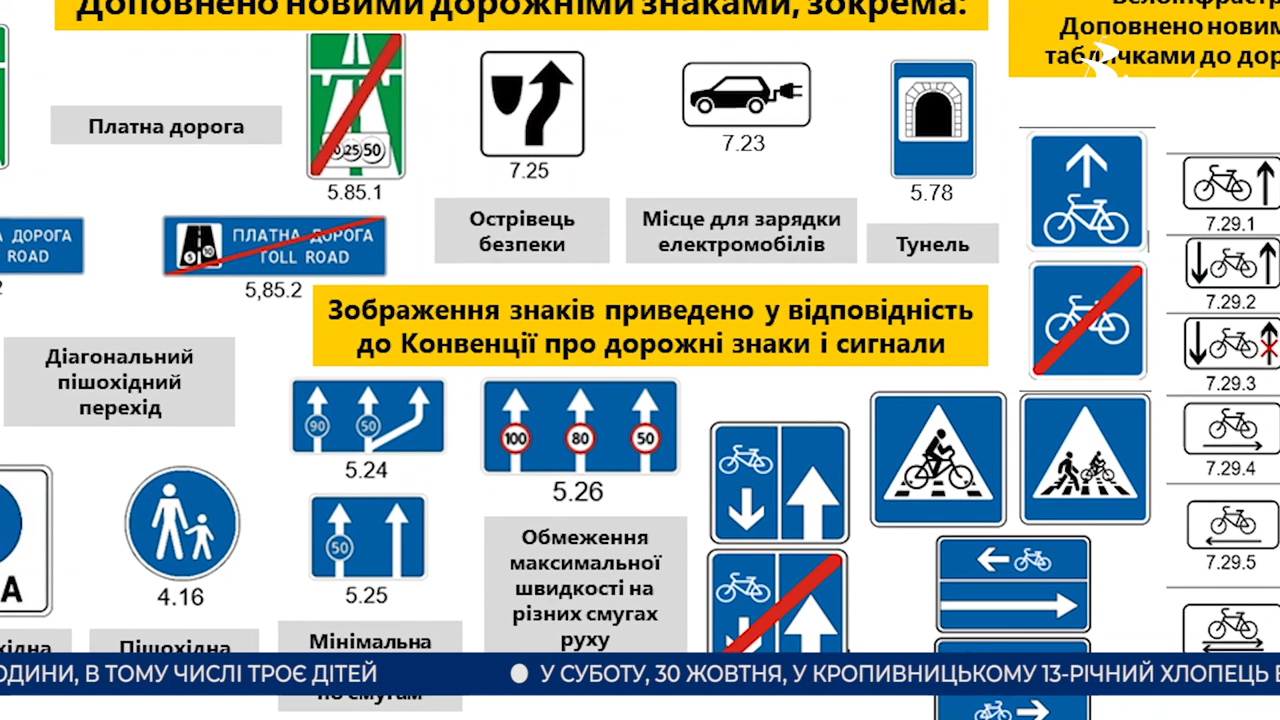 Доповнено новими дорожніми знаками, зокрема:
Доповнено новим
табличками до дор
Платна дорога
5.85.1
50
7.25
7.23
5.78
Острівець
безпеки
Місце для зарядки
електромобілів
Тунель
ДОРОГА
ROAD
ПЛАТНА ДОРОГА
TOLL ROAD
5,85.2
Зображення знаків приведено у відповідність
до Конвенції про дорожні знаки і сигнали
Діагональний
пішохідний
перехід
90
50
5.24
100
80
50
5.26
50
5.25
4.16
Обмеження
максимальної
швидкості на
різних смугах
руху
Пішохідна
Мінімальна
по смугам
7.29.1
7.29.2
7.29.3
7.29.4
7.29.5
ОДИНИ, В ТОМУ ЧИСЛІ ТРОЄ ДІТЕЙ
У СУБОТУ, 30 ЖОВТНЯ, У КРОПИВНИЦЬКОМУ 13-РІЧНИЙ ХЛОПЕЦЬ